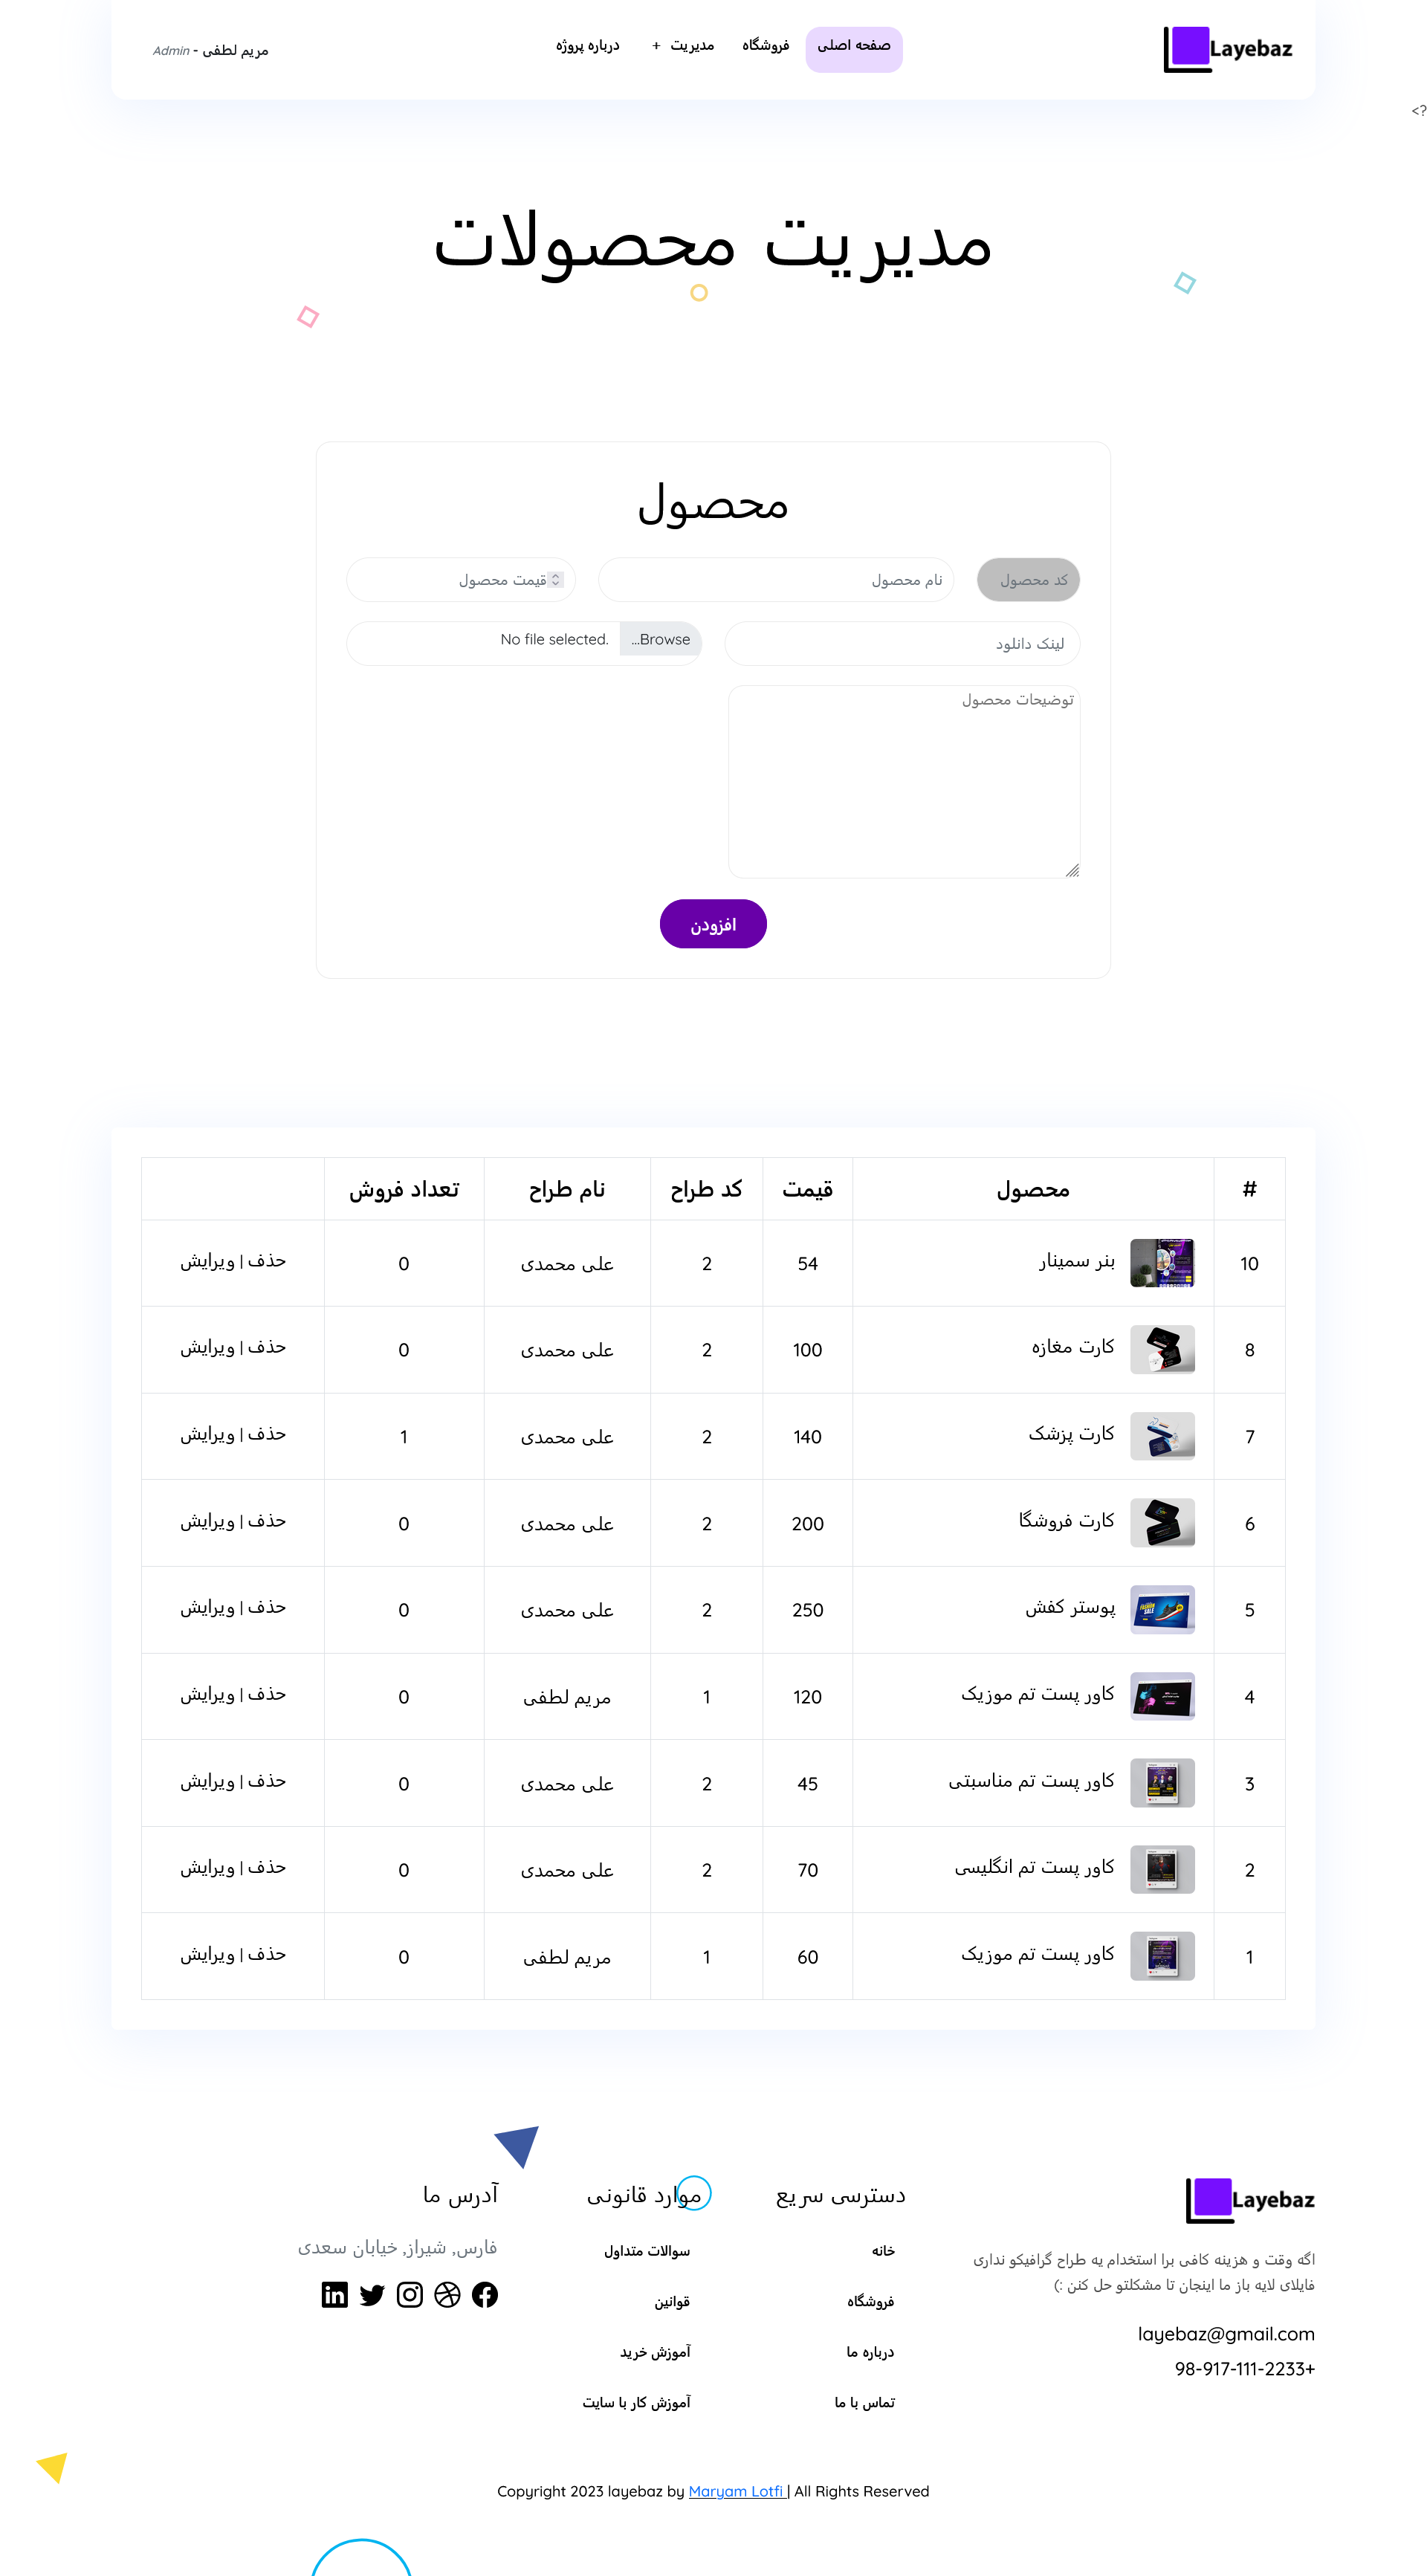 Layebaz
صفحه اصلی
فروشگاه
مدیریت +
درباره پروژه
مریم لطفی - Admin
?>
مدیریت محصولات
محصول
کد محصول
نام محصول
قیمت محصول
لینک دانلود
Browse... No file selected.
توضیحات محصول
افزودن
# محصول قیمت کد طراح نام طراح تعداد فروش
10 بنر سمینار 54 2 علی محمدی 0 حذف | ویرایش
8 کارت مغازه 100 2 علی محمدی 0 حذف | ویرایش
7 کارت پزشک 140 2 علی محمدی 1 حذف | ویرایش
6 کارت فروشگا 200 2 علی محمدی 0 حذف | ویرایش
5 پوستر کفش 250 2 علی محمدی 0 حذف | ویرایش
4 کاور پست تم موزیک 120 1 مریم لطفی 0 حذف | ویرایش
3 کاور پست تم مناسبتی 45 2 علی محمدی 0 حذف | ویرایش
2 کاور پست تم انگلیسی 70 2 علی محمدی 0 حذف | ویرایش
1 کاور پست تم موزیک 60 1 مریم لطفی 0 حذف | ویرایش
Layebaz
اگه وقت و هزینه کافی برا استخدام یه طراح گرافیکو نداری
فایلای لایه باز ما اینجان تا مشکلتو حل کنن :)
layebaz@gmail.com
98-917-111-2233+
دسترسی سریع
خانه
فروشگاه
درباره ما
تماس با ما
موارد قانونی
سوالات متداول
قوانین
آموزش خرید
آموزش کار با سایت
آدرس ما
فارس, شیراز, خیابان سعدی
Copyright 2023 layebaz by Maryam Lotfi | All Rights Reserved